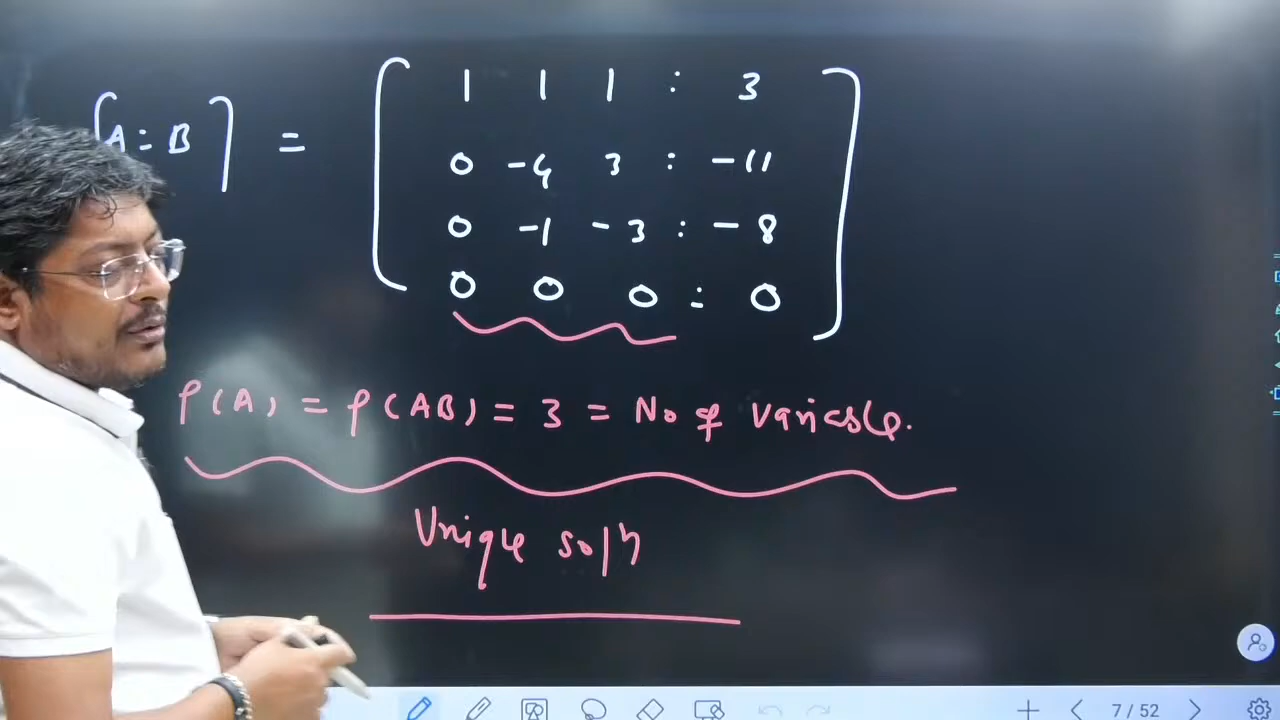 [A : B] = [ 1 1 1 : 3
0 -4 3 : -11
0 -1 -3 : -8
0 0 0 : 0 ]
ρ(A) = ρ(AB) = 3 = No of variable.
Unique soln
7 / 52